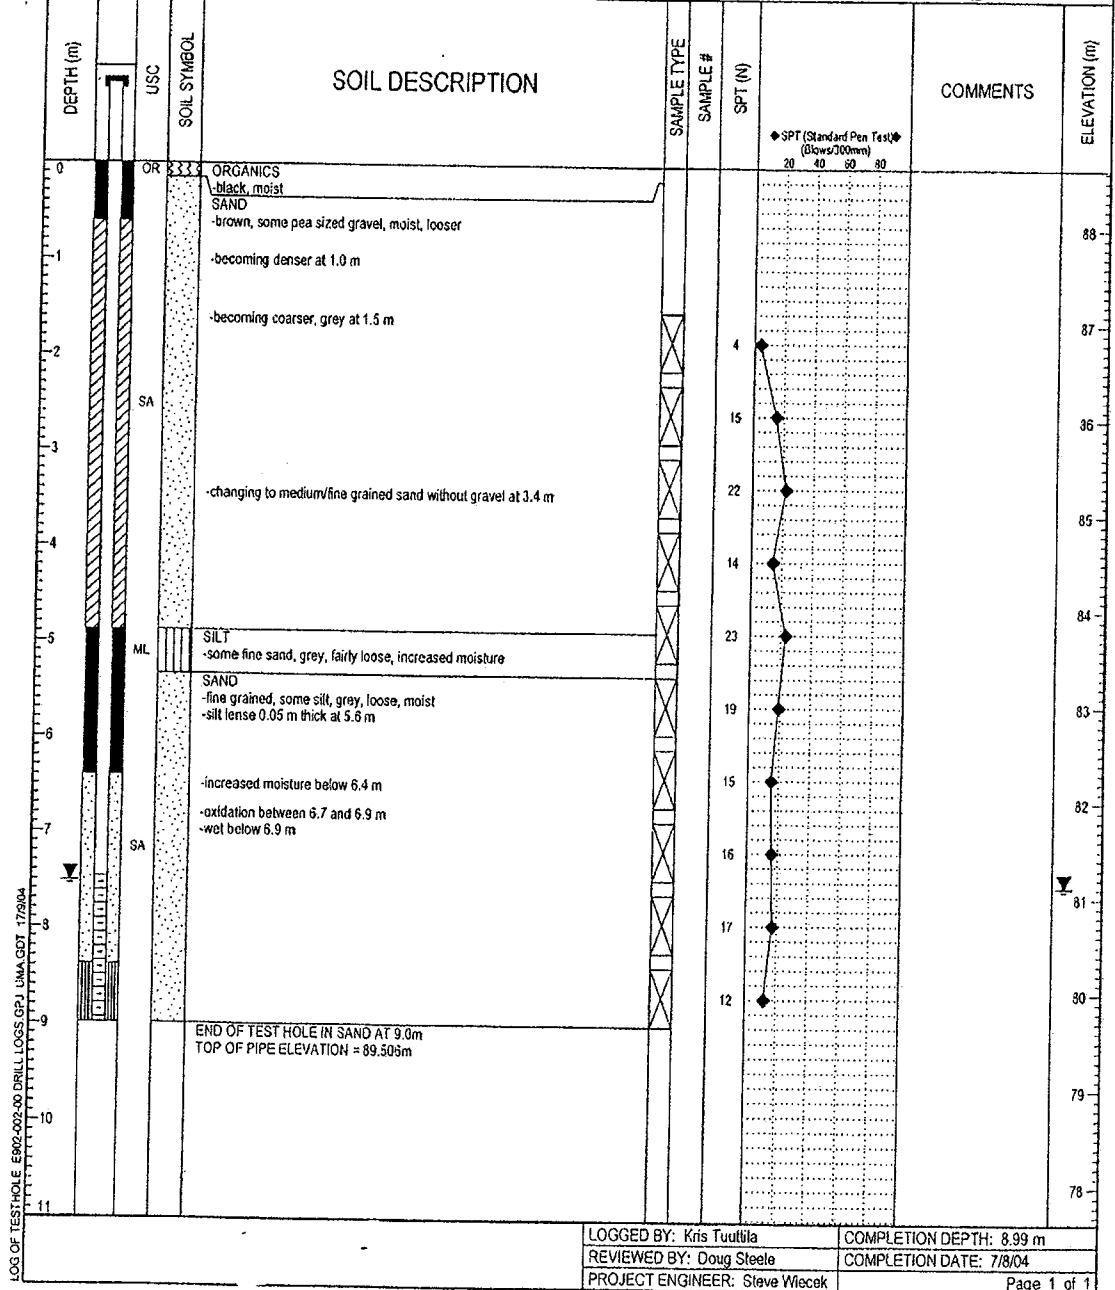 DEPTH (m)
USC
SOIL SYMBOL
SOIL DESCRIPTION
SAMPLE TYPE
SAMPLE #
SPT (N)
◆SPT (Standard Pen Test)◆
(Blows/300mm)
20 40 60 80
COMMENTS
ELEVATION (m)
0
OR
ORGANICS
-black, moist
SAND
-brown, some pea sized gravel, moist, looser
88
1
-becoming denser at 1.0 m
-becoming coarser, grey at 1.5 m
87
2
4
SA
15
86
3
-changing to medium/fine grained sand without gravel at 3.4 m
22
85
4
14
84
5
ML
SILT
-some fine sand, grey, fairly loose, increased moisture
23
SAND
-fine grained, some silt, grey, loose, moist
-silt lense 0.05 m thick at 5.6 m
19
83
6
-increased moisture below 6.4 m
15
82
-oxidation between 6.7 and 6.9 m
-wet below 6.9 m
7
SA
16
81
8
17
12
80
9
END OF TEST HOLE IN SAND AT 9.0m
TOP OF PIPE ELEVATION = 89.506m
79
10
78
11
LOG OF TESTHOLE E902-002-00 DRILL LOGS.GPJ UMA.GDT 17/9/04
LOGGED BY: Kris Tuuttila
COMPLETION DEPTH: 8.99 m
REVIEWED BY: Doug Steele
COMPLETION DATE: 7/8/04
PROJECT ENGINEER: Steve Wiecek
Page 1 of 1